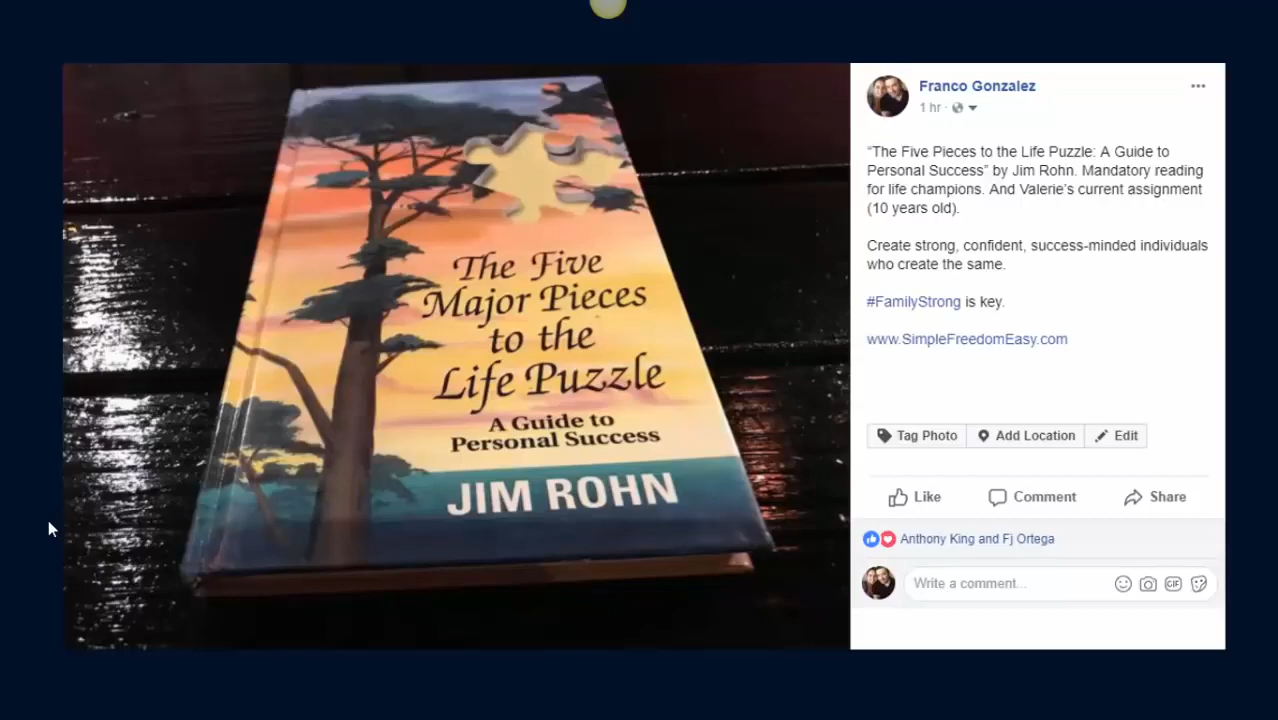 The Five
Major Pieces
to the
Life Puzzle
A Guide to
Personal Success
JIM ROHN
Franco Gonzalez
1 hr ·
“The Five Pieces to the Life Puzzle: A Guide to
Personal Success” by Jim Rohn. Mandatory reading
for life champions. And Valerie’s current assignment
(10 years old).
Create strong, confident, success-minded individuals
who create the same.
#FamilyStrong is key.
www.SimpleFreedomEasy.com
Tag Photo Add Location Edit
Like Comment Share
Anthony King and Fj Ortega
Write a comment...
GIF